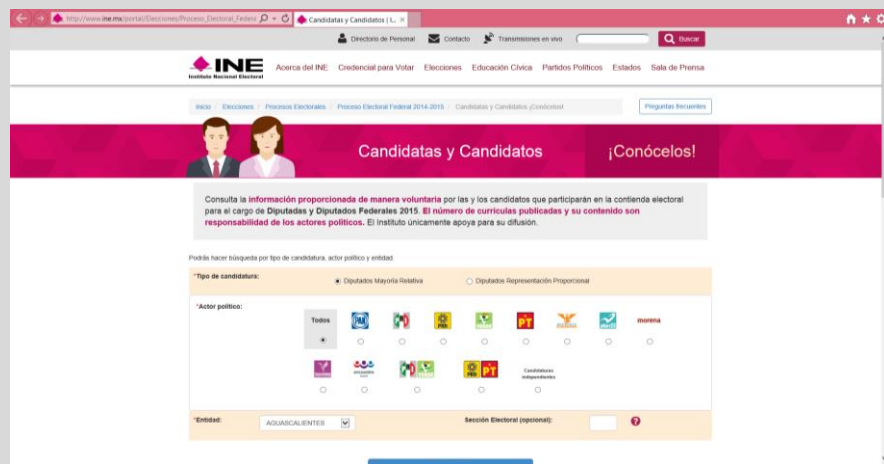 http://www.ine.mx/portal/Elecciones/Proceso_Electoral_Federa
Candidatas y Candidatos | I...
Directorio de Personal Contacto Transmisiones en vivo Buscar
INE
Instituto Nacional Electoral
Acerca del INE Credencial para Votar Elecciones Educación Cívica Partidos Políticos Estados Sala de Prensa
Inicio / Elecciones / Procesos Electorales / Proceso Electoral Federal 2014-2015 / Candidatas y Candidatos ¡Conócelos! Preguntas frecuentes
Candidatas y Candidatos ¡Conócelos!
Consulta la información proporcionada de manera voluntaria por las y los candidatos que participarán en la contienda electoral
para el cargo de Diputadas y Diputados Federales 2015. El número de currículas publicadas y su contenido son
responsabilidad de los actores políticos. El Instituto únicamente apoya para su difusión.
Podrás hacer búsqueda por tipo de candidatura, actor político y entidad.
*Tipo de candidatura: Diputados Mayoría Relativa Diputados Representación Proporcional
*Actor político:
Todos PAN PRD PT morena
PRD PT Candidaturas independientes
*Entidad: AGUASCALIENTES Sección Electoral (opcional): ?